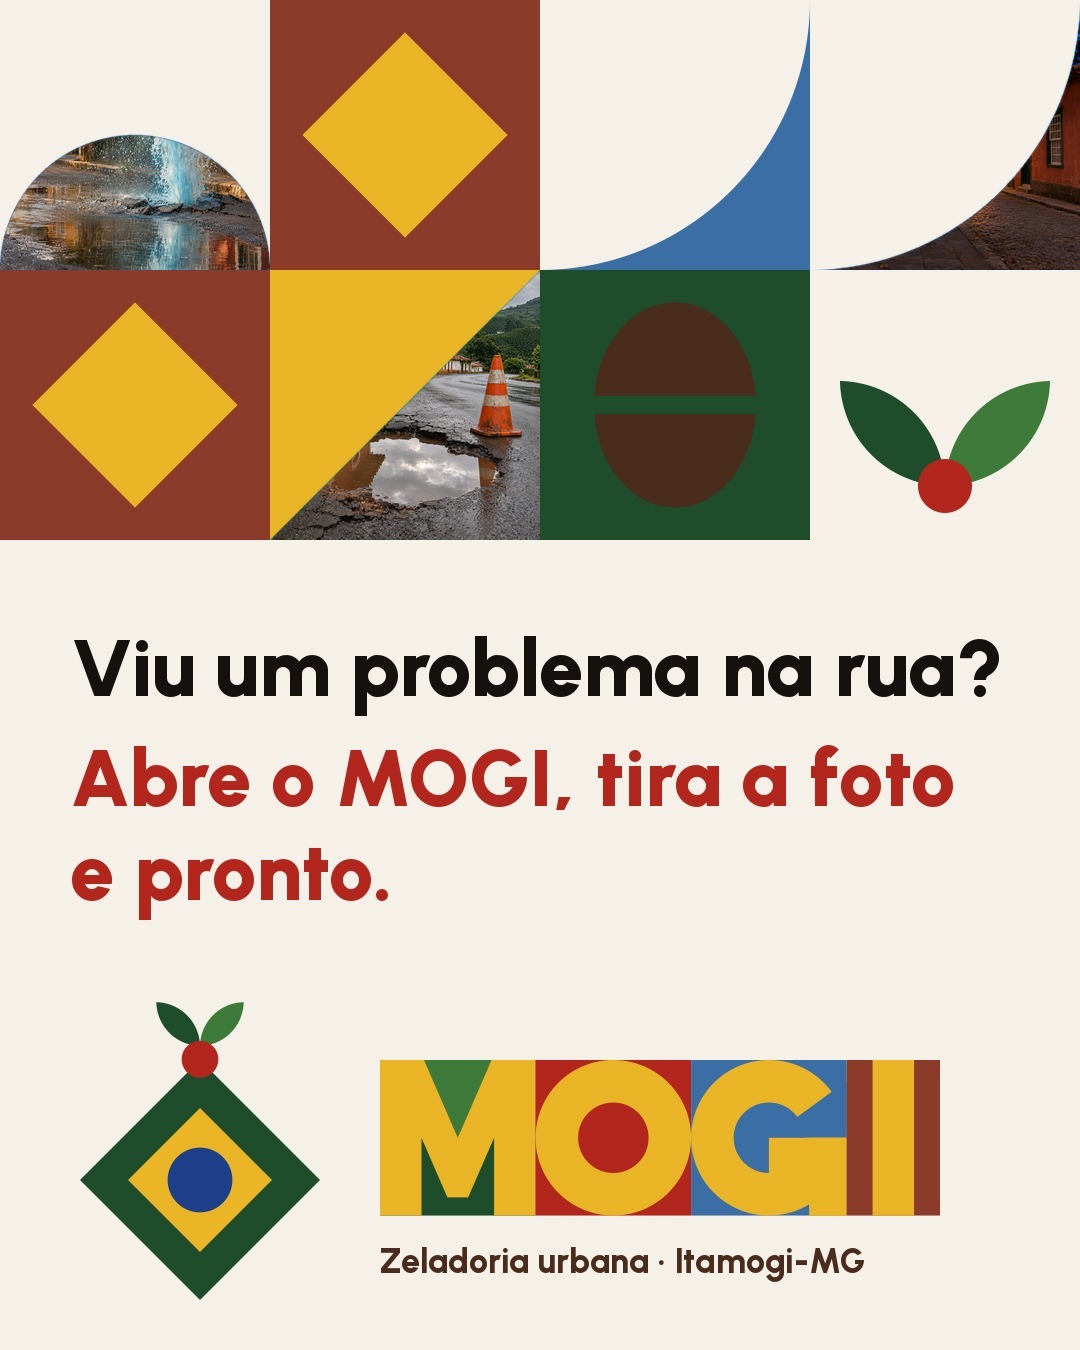 Viu um problema na rua?
Abre o MOGI, tira a foto
e pronto.
MOGI
Zeladoria urbana · Itamogi-MG